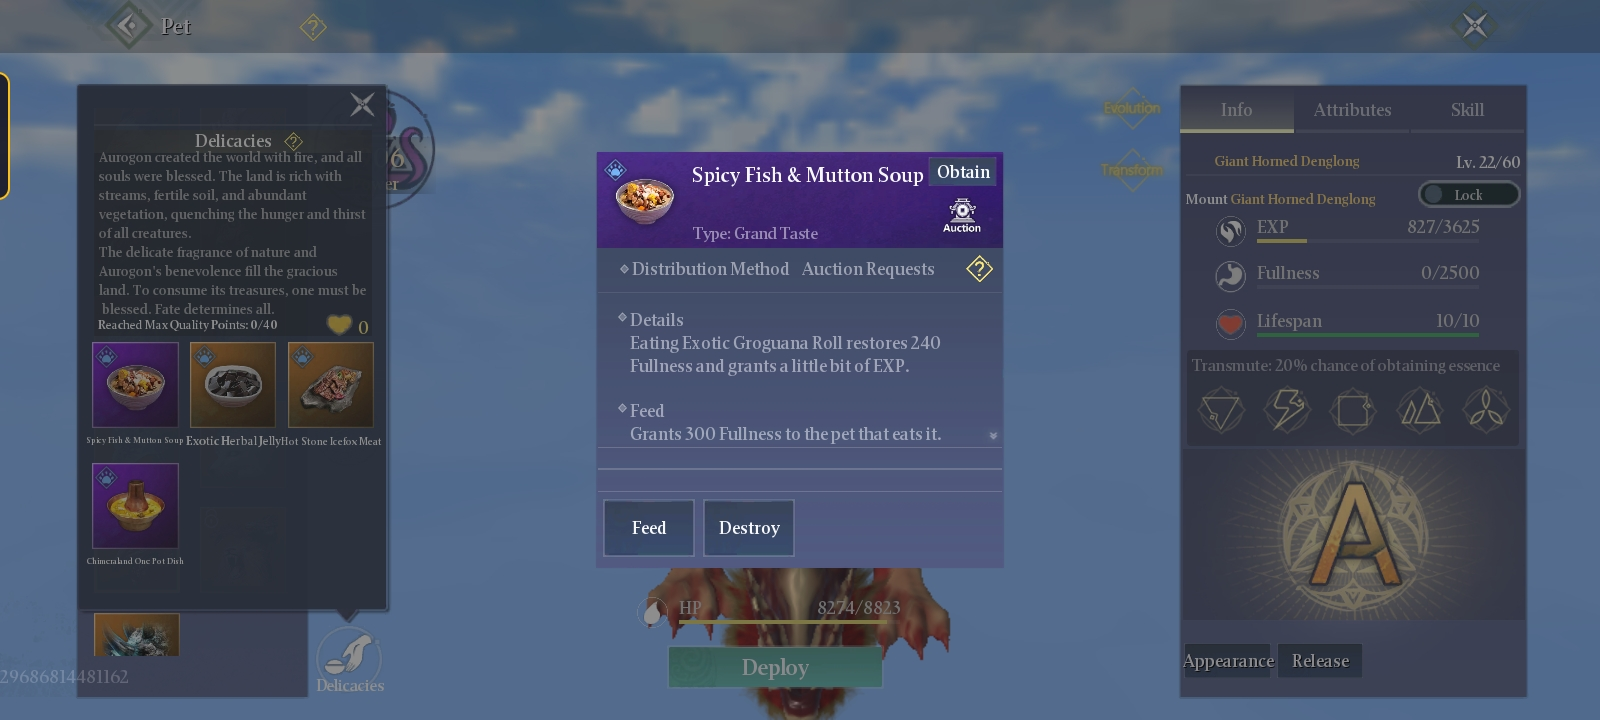 Pet
?
Delicacies ?
Aurogon created the world with fire, and all
souls were blessed. The land is rich with
streams, fertile soil, and abundant
vegetation, quenching the hunger and thirst
of all creatures.
The delicate fragrance of nature and
Aurogon's benevolence fill the gracious
land. To consume its treasures, one must be
blessed. Fate determines all.
Reached Max Quality Points: 0/40
0
Spicy Fish & Mutton Soup
Exotic Herbal Jelly
Hot Stone Icefox Meat
Chimeraland One Pot Dish
29686814481162
Delicacies
Spicy Fish & Mutton Soup
Obtain
Type: Grand Taste
Auction
Distribution Method Auction Requests ?
Details
Eating Exotic Groguana Roll restores 240
Fullness and grants a little bit of EXP.
Feed
Grants 300 Fullness to the pet that eats it.
Feed
Destroy
HP 8274/8823
Deploy
Evolution
Transform
Info
Attributes
Skill
Giant Horned Denglong
Lv. 22/60
Mount Giant Horned Denglong
Lock
EXP 827/3625
Fullness 0/2500
Lifespan 10/10
Transmute: 20% chance of obtaining essence
A
Appearance
Release